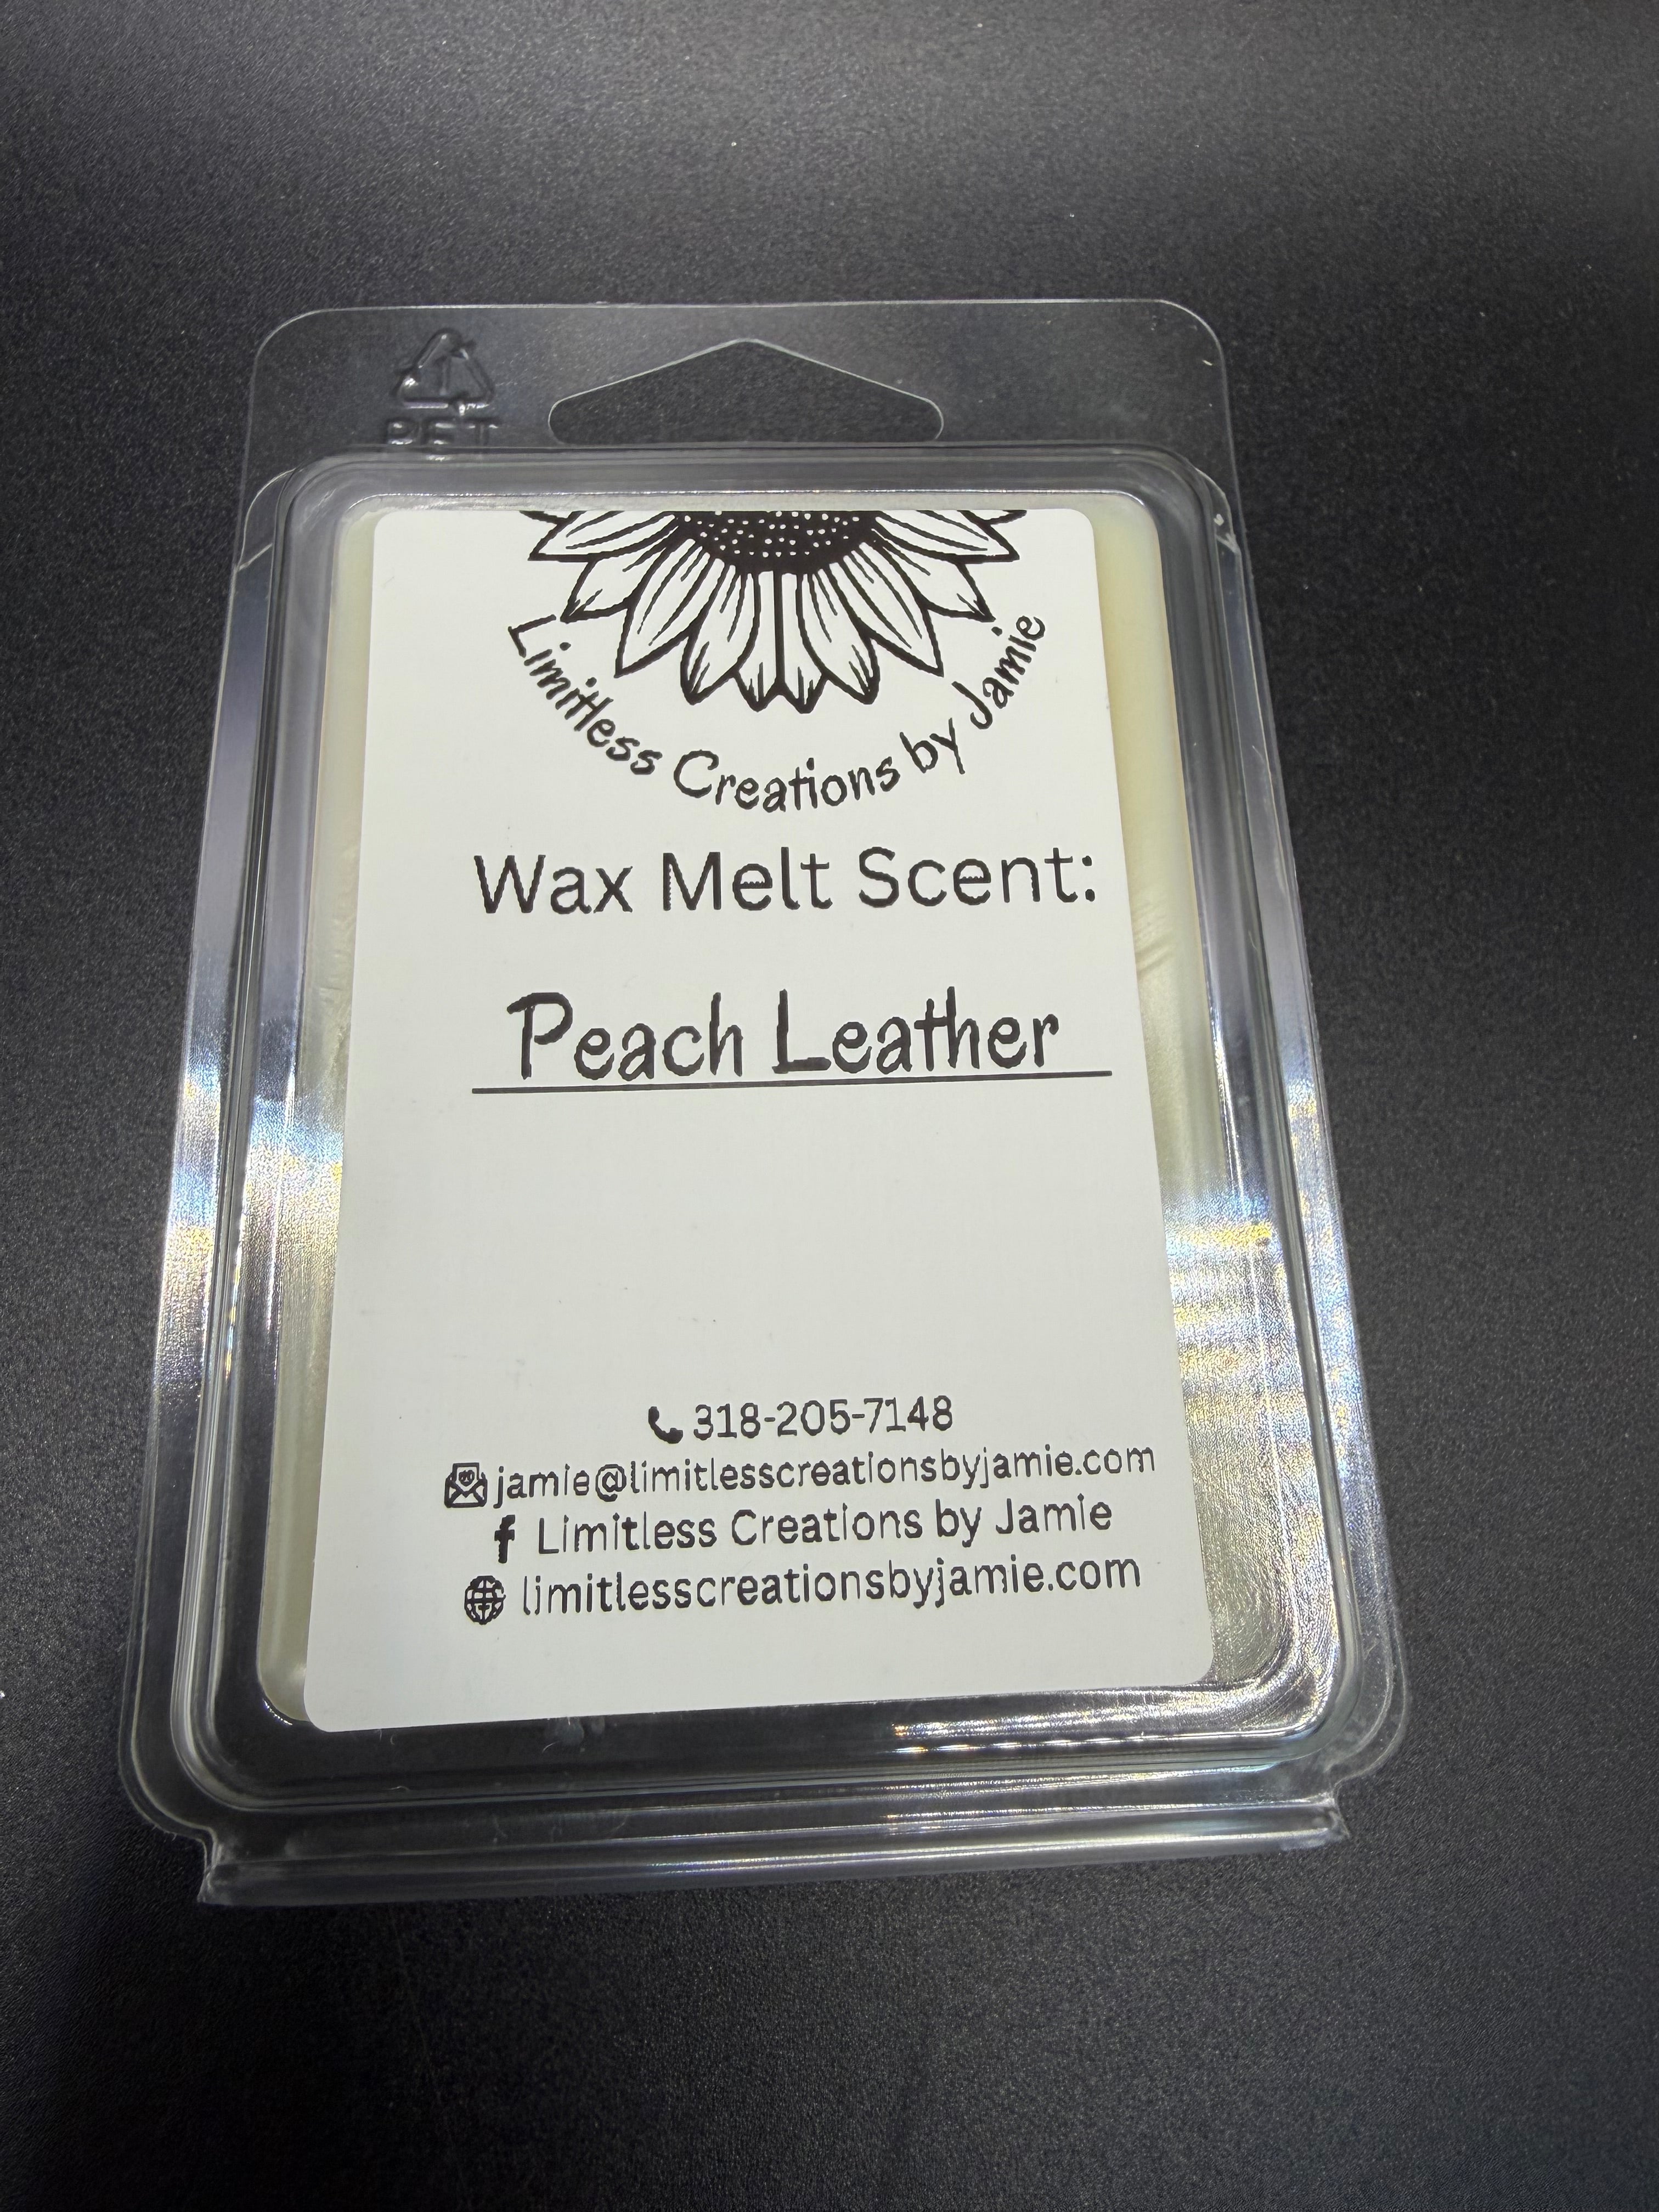 PET
Limitless Creations by Jamie
Wax Melt Scent:
Peach Leather
318-205-7148
jamie@limitlesscreationsbyjamie.com
f Limitless Creations by Jamie
limitlesscreationsbyjamie.com